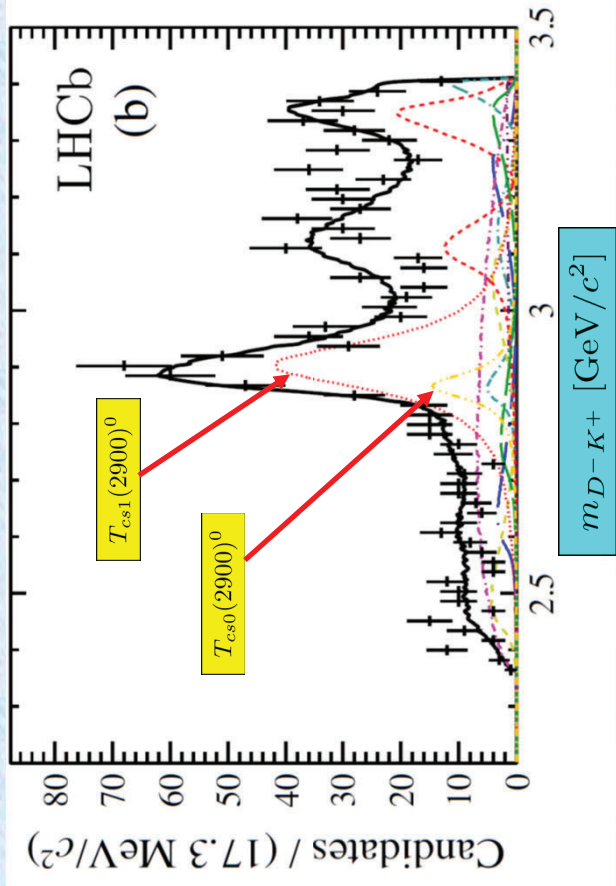 LHCb
(b)
T_{cs1}(2900)^0
T_{cs0}(2900)^0
Candidates / (17.3 MeV/c²)
80
70
60
50
40
30
20
10
0
2.5
3
3.5
m_{D^-K^+} [GeV/c²]